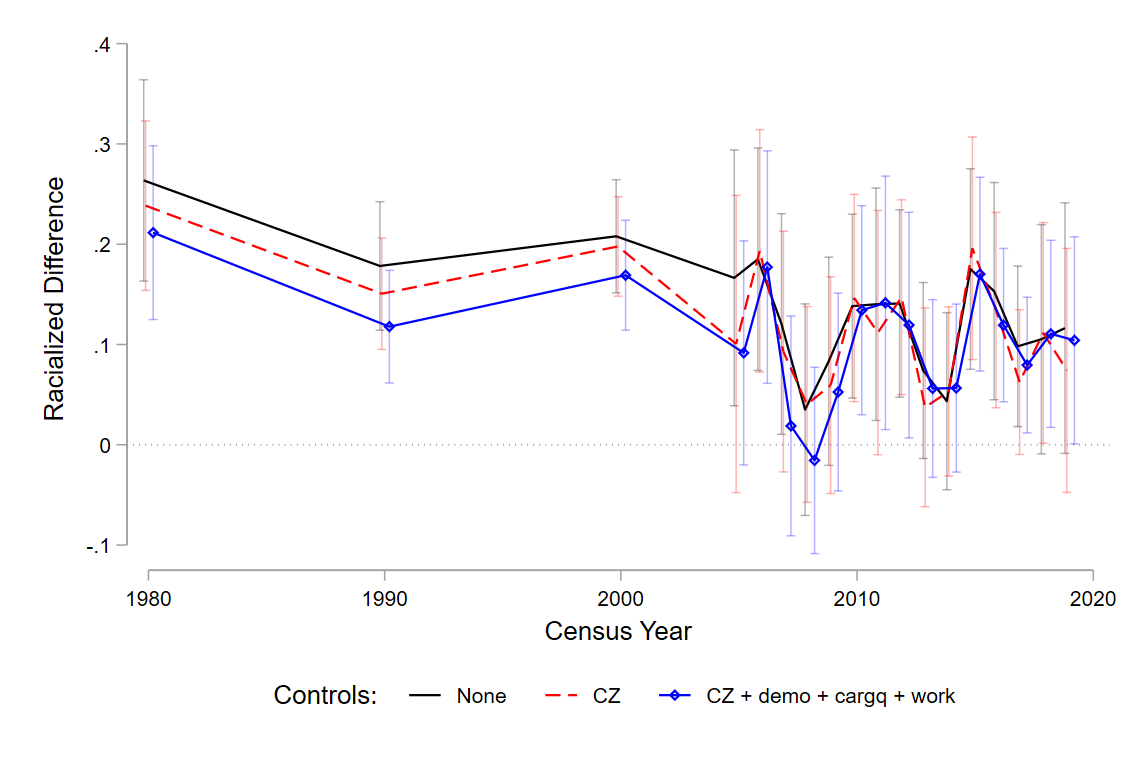 .4
.3
.2
.1
0
-.1
Racialized Difference
1980 1990 2000 2010 2020
Census Year
Controls: None CZ CZ + demo + cargq + work